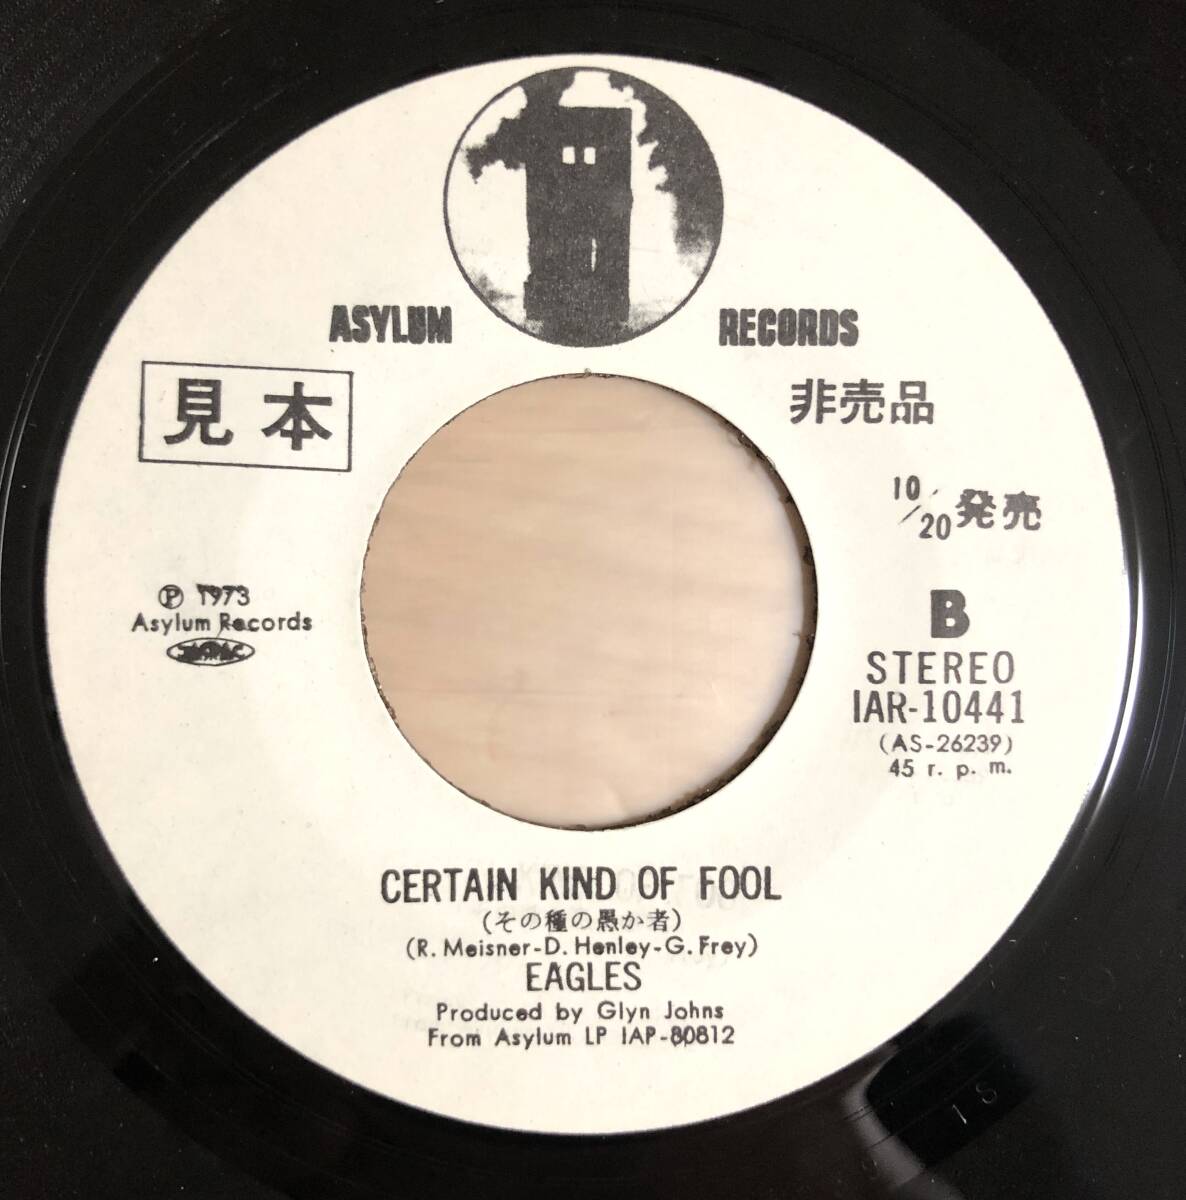 ASYLUM RECORDS
見本
非売品
10/20発売
Ⓟ 1973
Asylum Records
B
STEREO
IAR-10441
(AS-26239)
45 r. p. m.
CERTAIN KIND OF FOOL
(その種の愚か者)
(R. Meisner-D. Henley-G. Frey)
EAGLES
Produced by Glyn Johns
From Asylum LP IAP-80812
1 S